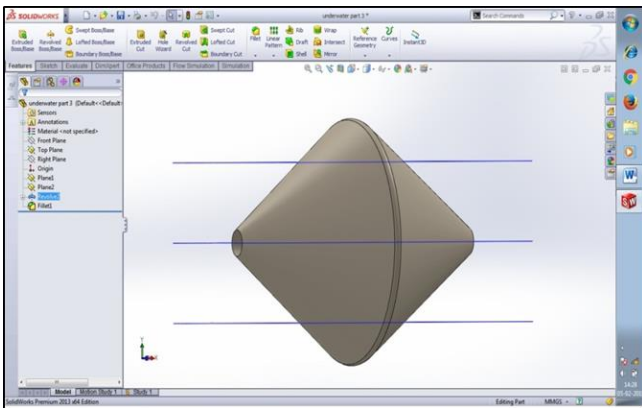 SOLIDWORKS
underwater part 3 *
Search Commands
Extruded Boss/Base
Revolved Boss/Base
Swept Boss/Base
Lofted Boss/Base
Boundary Boss/Base
Extruded Cut
Hole Wizard
Revolved Cut
Swept Cut
Lofted Cut
Boundary Cut
Fillet
Linear Pattern
Rib
Draft
Shell
Wrap
Intersect
Mirror
Reference Geometry
Curves
Instant3D
Features
Sketch
Evaluate
DimXpert
Office Products
Flow Simulation
Simulation
underwater part 3 (Default<<Default
Sensors
Annotations
Material <not specified>
Front Plane
Top Plane
Right Plane
Origin
Plane1
Plane2
Fillet1
Model
Motion Study 1
Study 1
SolidWorks Premium 2013 x64 Edition
Editing Part
MMGS
14:28